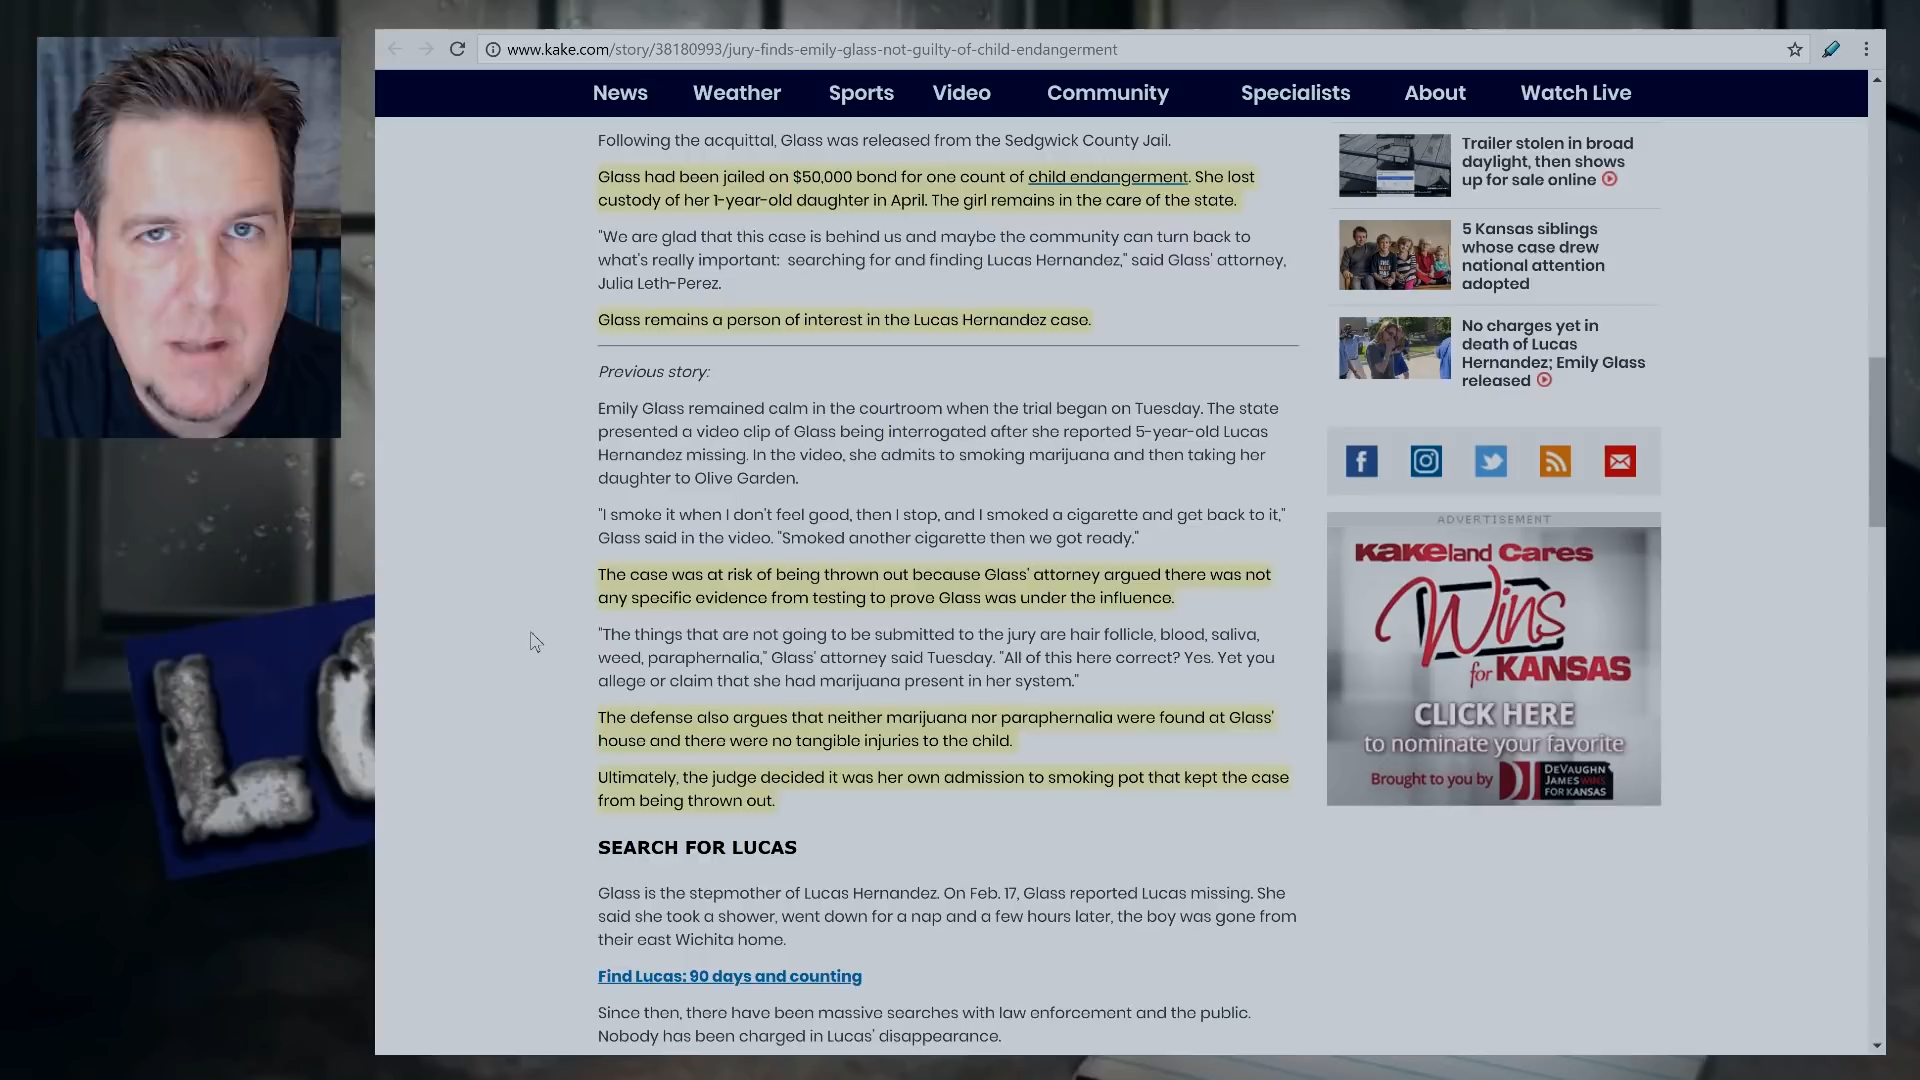 www.kake.com/story/38180993/jury-finds-emily-glass-not-guilty-of-child-endangerment
News Weather Sports Video Community Specialists About Watch Live
Following the acquittal, Glass was released from the Sedgwick County Jail.
Glass had been jailed on $50,000 bond for one count of child endangerment. She lost
custody of her 1-year-old daughter in April. The girl remains in the care of the state.
"We are glad that this case is behind us and maybe the community can turn back to
what's really important: searching for and finding Lucas Hernandez," said Glass' attorney,
Julia Leth-Perez.
Glass remains a person of interest in the Lucas Hernandez case.
Previous story:
Emily Glass remained calm in the courtroom when the trial began on Tuesday. The state
presented a video clip of Glass being interrogated after she reported 5-year-old Lucas
Hernandez missing. In the video, she admits to smoking marijuana and then taking her
daughter to Olive Garden.
"I smoke it when I don't feel good, then I stop, and I smoked a cigarette and get back to it,"
Glass said in the video. "Smoked another cigarette then we got ready."
The case was at risk of being thrown out because Glass' attorney argued there was not
any specific evidence from testing to prove Glass was under the influence.
"The things that are not going to be submitted to the jury are hair follicle, blood, saliva,
weed, paraphernalia," Glass' attorney said Tuesday. "All of this here correct? Yes. Yet you
allege or claim that she had marijuana present in her system."
The defense also argues that neither marijuana nor paraphernalia were found at Glass'
house and there were no tangible injuries to the child.
Ultimately, the judge decided it was her own admission to smoking pot that kept the case
from being thrown out.
SEARCH FOR LUCAS
Glass is the stepmother of Lucas Hernandez. On Feb. 17, Glass reported Lucas missing. She
said she took a shower, went down for a nap and a few hours later, the boy was gone from
their east Wichita home.
Find Lucas: 90 days and counting
Since then, there have been massive searches with law enforcement and the public.
Nobody has been charged in Lucas' disappearance.
Trailer stolen in broad
daylight, then shows
up for sale online
5 Kansas siblings
whose case drew
national attention
adopted
No charges yet in
death of Lucas
Hernandez; Emily Glass
released
ADVERTISEMENT
KAKEland Cares
Wins
for KANSAS
CLICK HERE
to nominate your favorite
Brought to you by
DEVAUGHN
JAMES WINS
FOR KANSAS